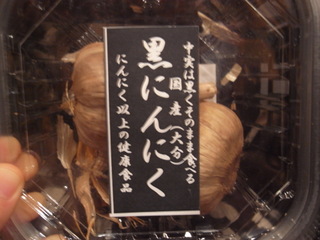 中実は黒くそのまま食べる
国産(大分)
黒にんにく
にんにく以上の健康食品